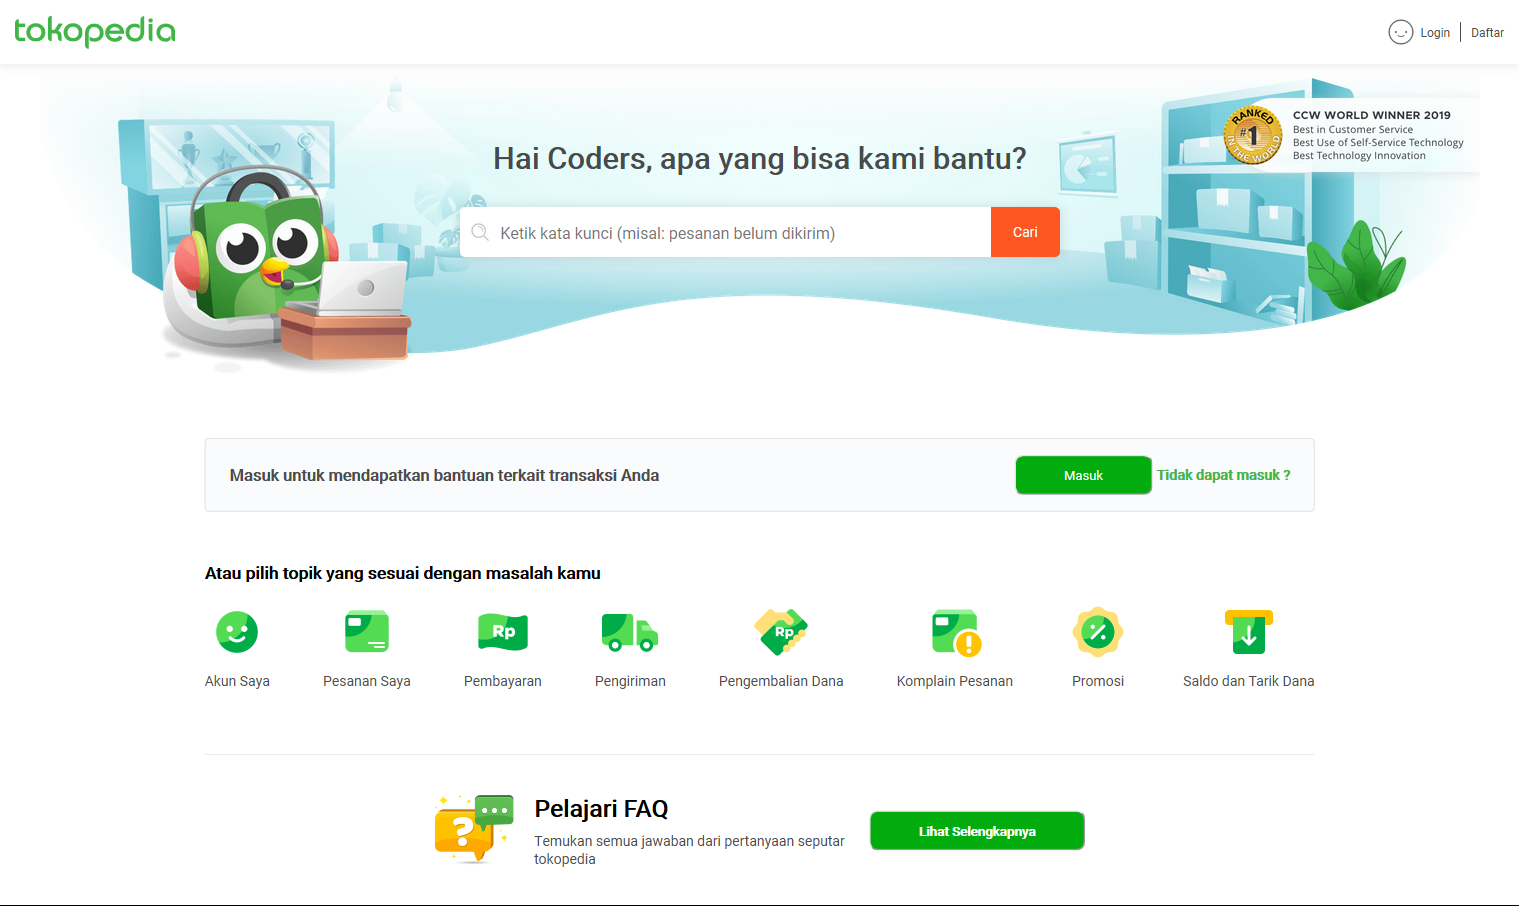 tokopedia
Login
Daftar
RANKED
#1
IN THE WORLD
CCW WORLD WINNER 2019
Best in Customer Service
Best Use of Self-Service Technology
Best Technology Innovation
Hai Coders, apa yang bisa kami bantu?
Ketik kata kunci (misal: pesanan belum dikirim)
Cari
Masuk untuk mendapatkan bantuan terkait transaksi Anda
Masuk
Tidak dapat masuk ?
Atau pilih topik yang sesuai dengan masalah kamu
Rp
Rp
Akun Saya
Pesanan Saya
Pembayaran
Pengiriman
Pengembalian Dana
Komplain Pesanan
Promosi
Saldo dan Tarik Dana
Pelajari FAQ
Temukan semua jawaban dari pertanyaan seputar
tokopedia
Lihat Selengkapnya